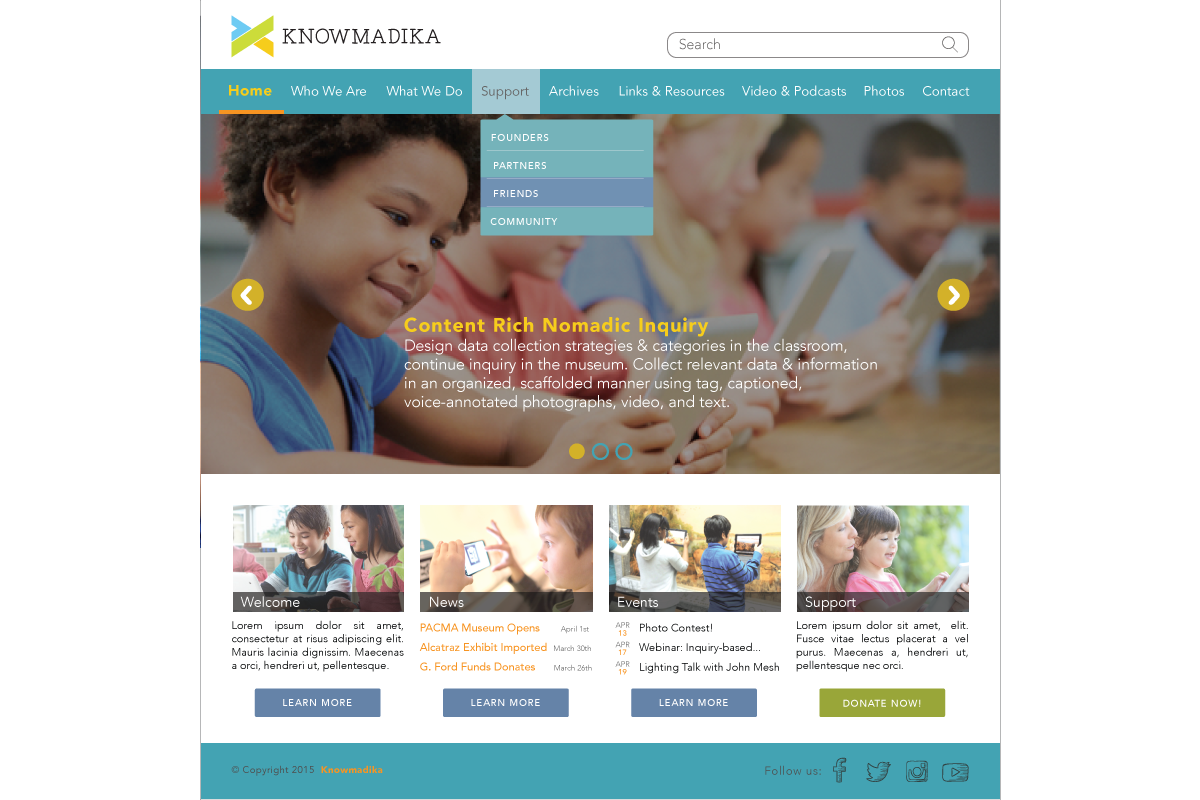 KNOWMADIKA
Search
Home Who We Are What We Do Support Archives Links & Resources Video & Podcasts Photos Contact
FOUNDERS
PARTNERS
FRIENDS
COMMUNITY
Content Rich Nomadic Inquiry
Design data collection strategies & categories in the classroom,
continue inquiry in the museum. Collect relevant data & information
in an organized, scaffolded manner using tag, captioned,
voice-annotated photographs, video, and text.
Welcome
Lorem ipsum dolor sit amet,
consectetur at risus adipiscing elit.
Mauris lacinia dignissim. Maecenas
a orci, hendreri ut, pellentesque.
LEARN MORE
News
PACMA Museum Opens April 1st
Alcatraz Exhibit Imported March 30th
G. Ford Funds Donates March 26th
LEARN MORE
Events
APR
13 Photo Contest!
APR
17 Webinar: Inquiry-based...
APR
19 Lighting Talk with John Mesh
LEARN MORE
Support
Lorem ipsum dolor sit amet, elit.
Fusce vitae lectus placerat a vel
purus. Maecenas a, hendreri ut,
pellentesque nec orci.
DONATE NOW!
© Copyright 2015 Knowmadika
Follow us: